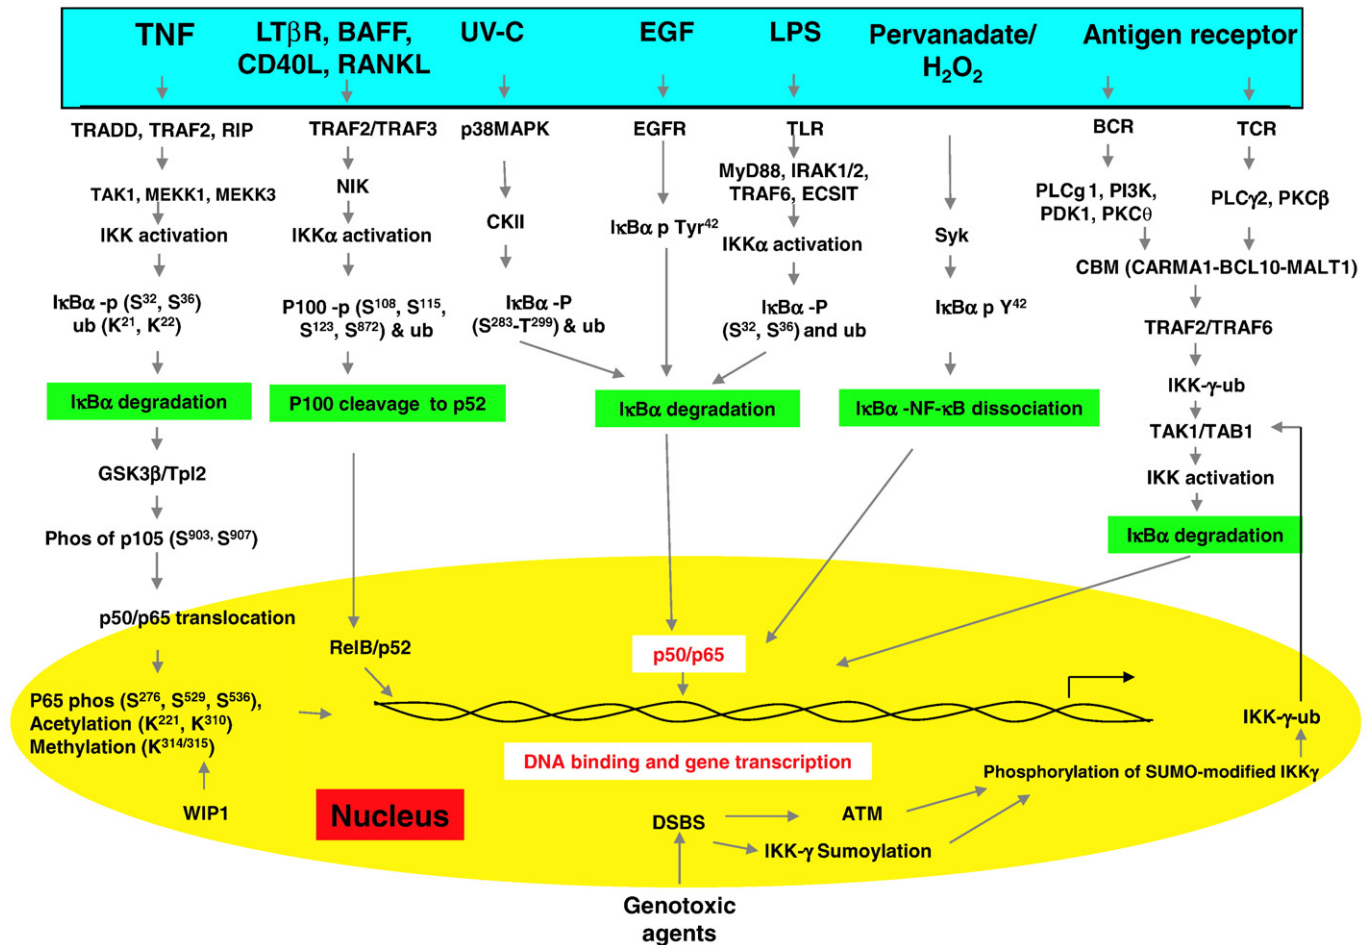 TNF
LTβR, BAFF,
CD40L, RANKL
UV-C
EGF
LPS
Pervanadate/
H₂O₂
Antigen receptor
TRADD, TRAF2, RIP
TAK1, MEKK1, MEKK3
IKK activation
IκBα -p (S³², S³⁶)
ub (K²¹, K²²)
IκBα degradation
GSK3β/Tpl2
Phos of p105 (S⁹⁰³, S⁹⁰⁷)
p50/p65 translocation
P65 phos (S²⁷⁶, S⁵²⁹, S⁵³⁶),
Acetylation (K²²¹, K³¹⁰)
Methylation (K³¹⁴/³¹⁵)
WIP1
TRAF2/TRAF3
NIK
IKKα activation
P100 -p (S¹⁰⁸, S¹¹⁵,
S¹²³, S⁸⁷²) & ub
P100 cleavage to p52
RelB/p52
p38MAPK
CKII
IκBα -P
(S²⁸³-T²⁹⁹) & ub
EGFR
IκBα p Tyr⁴²
IκBα degradation
p50/p65
TLR
MyD88, IRAK1/2,
TRAF6, ECSIT
IKKα activation
IκBα -P
(S³², S³⁶) and ub
Syk
IκBα p Y⁴²
IκBα -NF-κB dissociation
BCR
PLCg 1, PI3K,
PDK1, PKCθ
TCR
PLCγ2, PKCβ
CBM (CARMA1-BCL10-MALT1)
TRAF2/TRAF6
IKK-γ-ub
TAK1/TAB1
IKK activation
IκBα degradation
DNA binding and gene transcription
Nucleus
IKK-γ-ub
Phosphorylation of SUMO-modified IKKγ
DSBS
ATM
IKK-γ Sumoylation
Genotoxic
agents